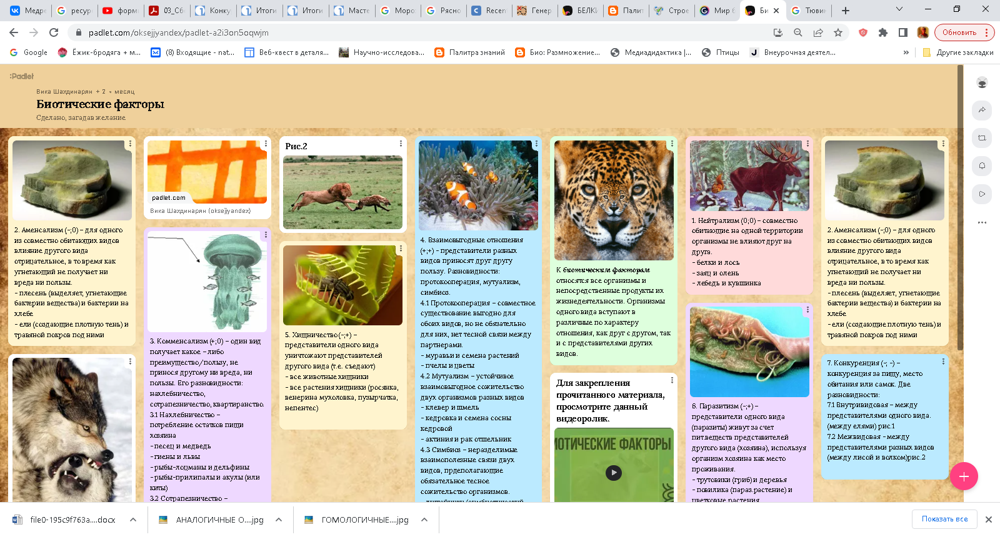 Медре
ресур
форм
03_Сб
Конку
Итоги
Итоги
Масте
Моро
Рясно
Recen
Генер
БЕЛКИ
Палит
Строе
Мир б
Би
Тювин
padlet.com/oksejjyandex/padlet-a2i3on5oqwjm
Обновить
Google
Ёжик-бродяга + м...
(8) Входящие - nat...
Веб-квест в детала...
Научно-исследова...
Палитра знаний
Био: Размножение...
Медиадидактика |...
Птицы
Внеурочная деятел...
»
Другие закладки
:Padlet
Вика Шахдинарян + 2 • месяц
Биотические факторы
Сделано, загадав желание
2. Аменсализм (-;0) – для одного
из совместно обитающих видов
влияние другого вида
отрицательное, в то время как
угнетающий не получает ни
вреда ни пользы.
- плесень (выделяет, угнетающие
бактерии вещества) и бактерии на
хлебе
- ели (создающие плотную тень) и
травяной покров под ними
padlet.com
Вика Шахдинарян (oksejjyandex)
3. Комменсализм (+;0) – один вид
получает какое – либо
преимущество/пользу, не
принося другому ни вреда, ни
пользы. Его разновидности:
нахлебничество,
сотрапезничество, квартиранство.
3.1 Нахлебничество –
потребление остатков пищи
хозяина
- песец и медведь
- гиены и львы
- рыбы-лоцманы и дельфины
- рыбы-прилипалы и акулы (или
киты)
3.2 Сотрапезничество –
Рис.2
5. Хищничество (-;+) –
представители одного вида
уничтожают представителей
другого вида (т.е. съедают)
- все животные хищники
- все растения хищники (росянка,
венерина мухоловка, пузырчатка,
непентес)
4. Взаимовыгодные отношения
(+;+) – представители разных
видов приносят друг другу
пользу. Разновидности:
протокооперация, мутуализм,
симбиоз.
4.1 Протокооперация – совместное
существование выгодно для
обоих видов, но не обязательно
для них, нет тесной связи между
партнерами.
- муравьи и семена растений
- пчелы и цветы
4.2 Мутуализм – устойчивое
взаимовыгодное сожительство
двух организмов разных видов
- клевер и шмель
- кедровка и семена сосны
кедровой
- актиния и рак отшельник
4.3 Симбиоз – неразделимые
взаимополезные связи двух
видов, прдеполагающие
обязательное тесное
сожительство организмов.
К биотическим факторам
относятся все организмы и
непосредственные продукты их
жизнедеятельности. Организмы
одного вида вступают в
различные по характеру
отношения, как друг с другом, так
и с представителями других
видов.
Для закрепления
прочитанного материала,
просмотрите данный
видеоролик.
ИОТИЧЕСКИЕ ФАКТОРЫ
1. Нейтрализм (0;0) – совместно
обитающие на одной территории
организмы не влияют друг на
друга.
- белки и лось
- заяц и олень
- лебедь и кувшинка
6. Паразитизм (-;+) –
представители одного вида
(паразиты) живут за счет
пит.веществ представителей
другого вида (хозяина), используя
организм хозяина как место
проживания.
- трутовики (гриб) и деревья
- повилика (параз.растение) и
цветковые растения
2. Аменсализм (-;0) – для одного
из совместно обитающих видов
влияние другого вида
отрицательное, в то время как
угнетающий не получает ни
вреда ни пользы.
- плесень (выделяет, угнетающие
бактерии вещества) и бактерии на
хлебе
- ели (создающие плотную тень) и
травяной покров под ними
7. Конкуренция (-; -) –
конкуренция за пищу, место
обитания или самок. Две
разновидности:
7.1 Внутривидовая – между
представителями одного вида.
(между елями) рис.1
7.2 Межвидовая - между
представителями разных видов
(между лисой и волком)рис.2
file0-195c9f763a....docx
АНАЛОГИЧНЫЕ О....jpg
ГОМОЛОГИЧНЫЕ....jpg
Показать все